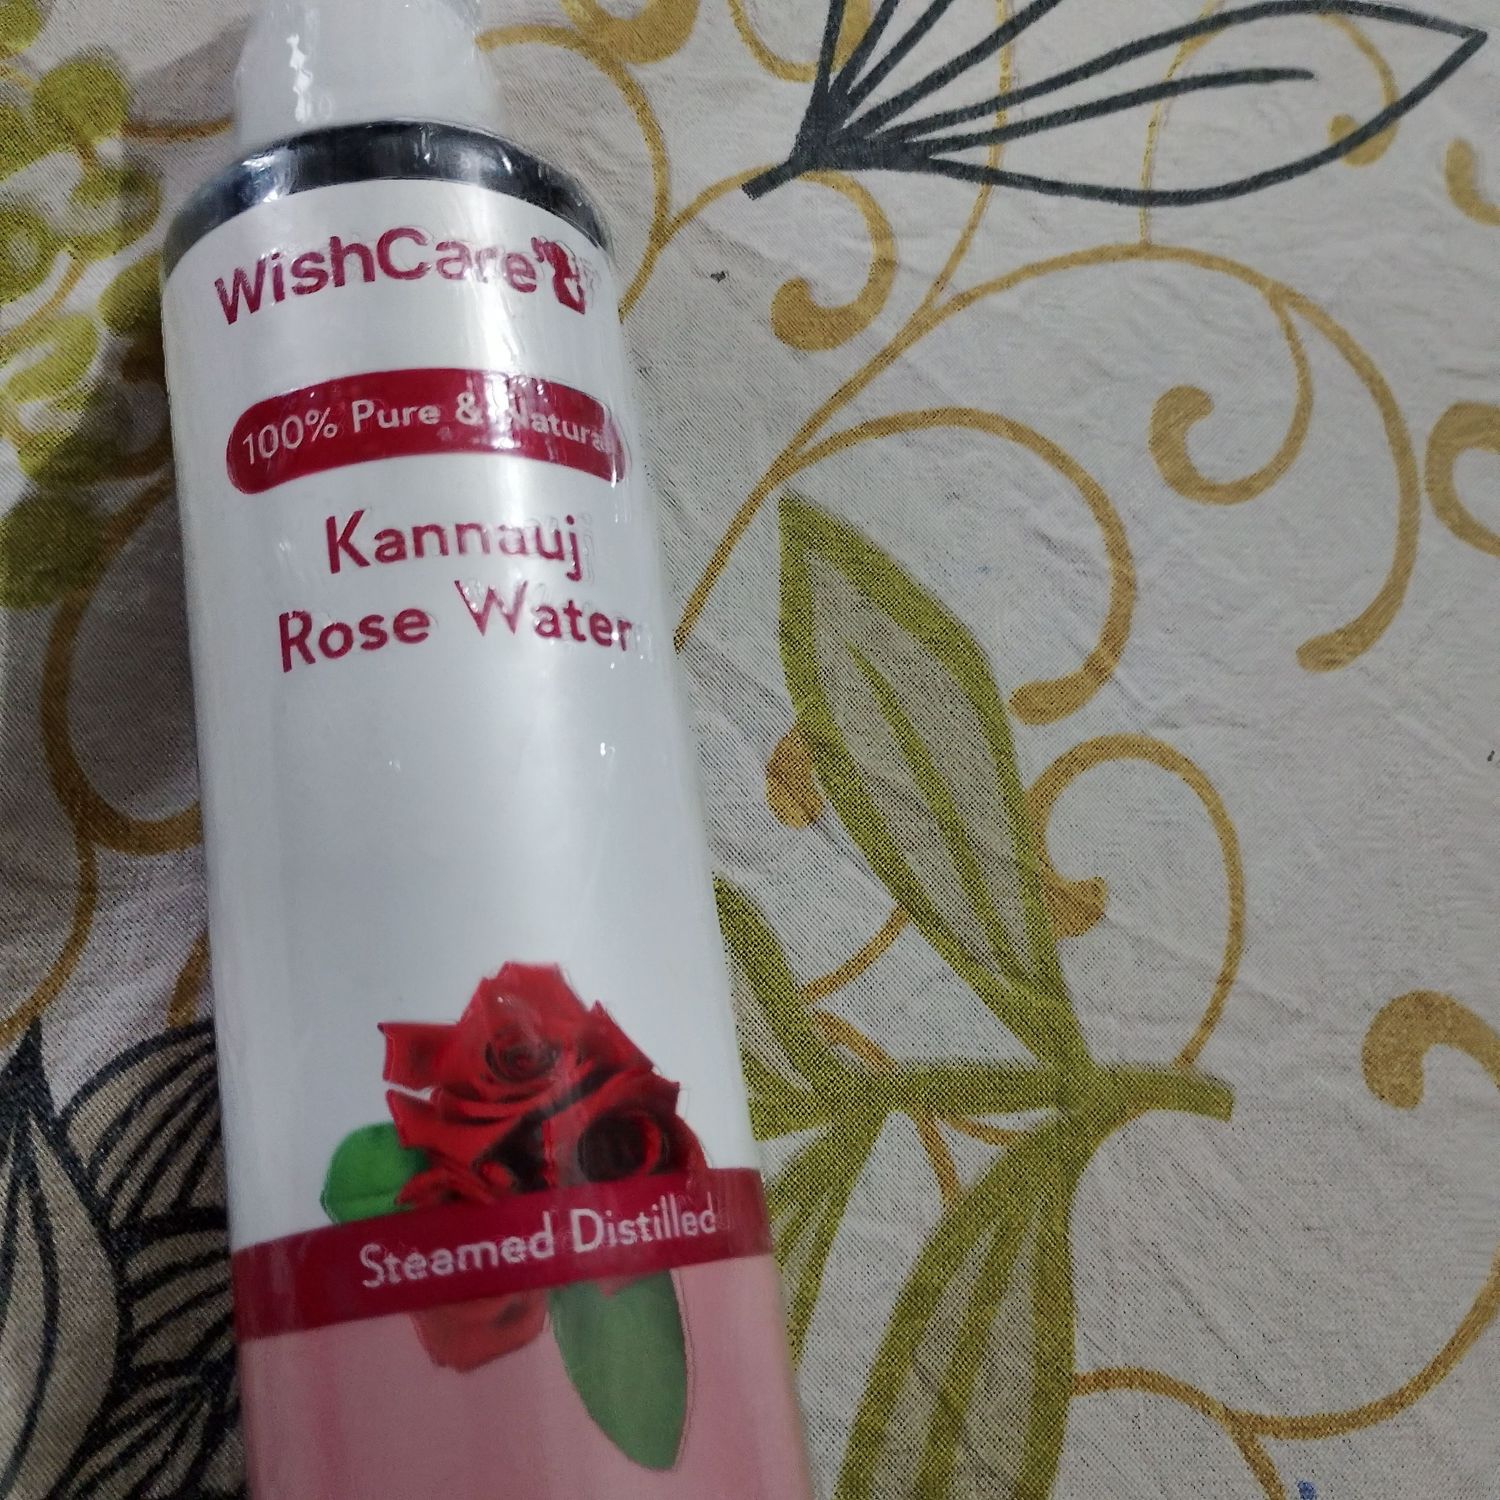 WishCare
100% Pure & Natural
Kannauj
Rose Water
Steamed Distilled